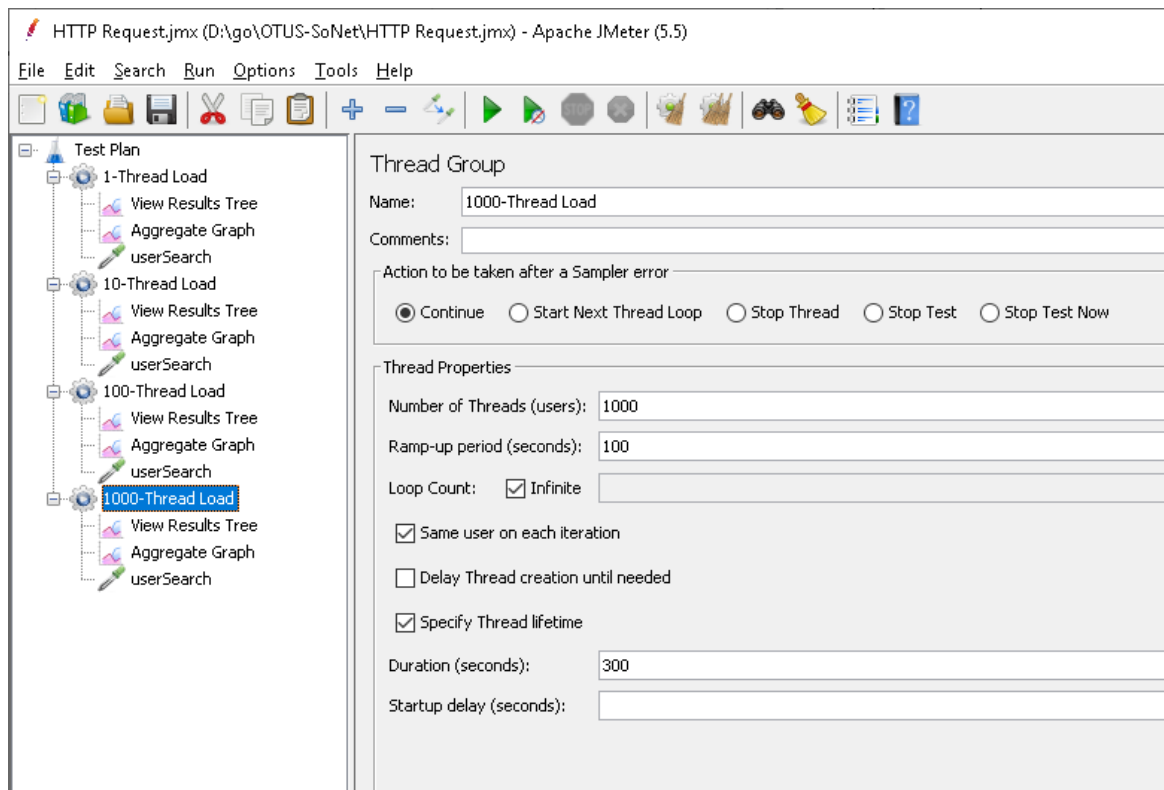 HTTP Request.jmx (D:\go\OTUS-SoNet\HTTP Request.jmx) - Apache JMeter (5.5)
File Edit Search Run Options Tools Help
STOP
?
Test Plan
1-Thread Load
View Results Tree
Aggregate Graph
userSearch
10-Thread Load
View Results Tree
Aggregate Graph
userSearch
100-Thread Load
View Results Tree
Aggregate Graph
userSearch
1000-Thread Load
View Results Tree
Aggregate Graph
userSearch
Thread Group
Name: 1000-Thread Load
Comments:
Action to be taken after a Sampler error
Continue Start Next Thread Loop Stop Thread Stop Test Stop Test Now
Thread Properties
Number of Threads (users): 1000
Ramp-up period (seconds): 100
Loop Count: Infinite
Same user on each iteration
Delay Thread creation until needed
Specify Thread lifetime
Duration (seconds): 300
Startup delay (seconds):